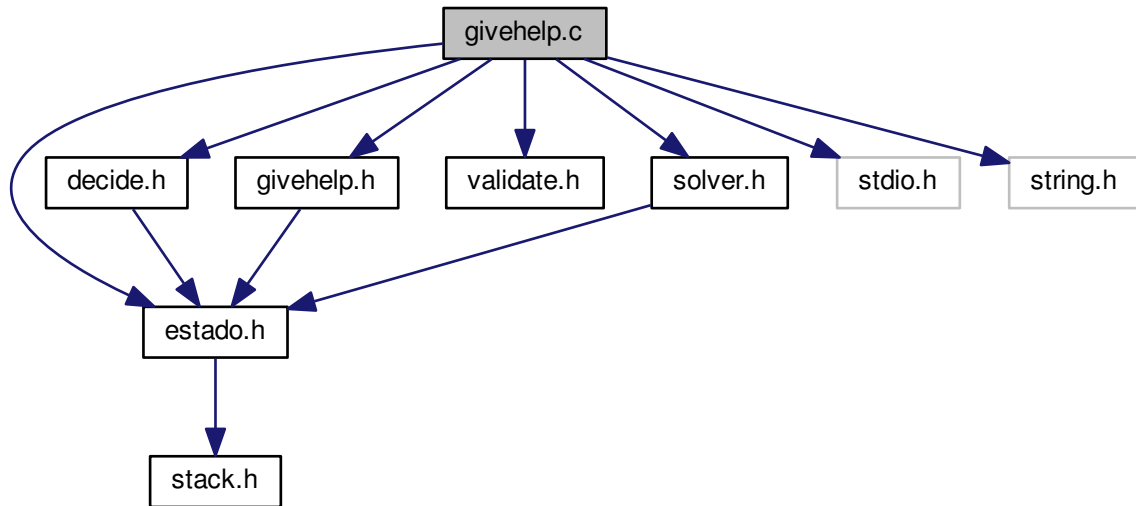 givehelp.c
decide.h
givehelp.h
validate.h
solver.h
stdio.h
string.h
estado.h
stack.h